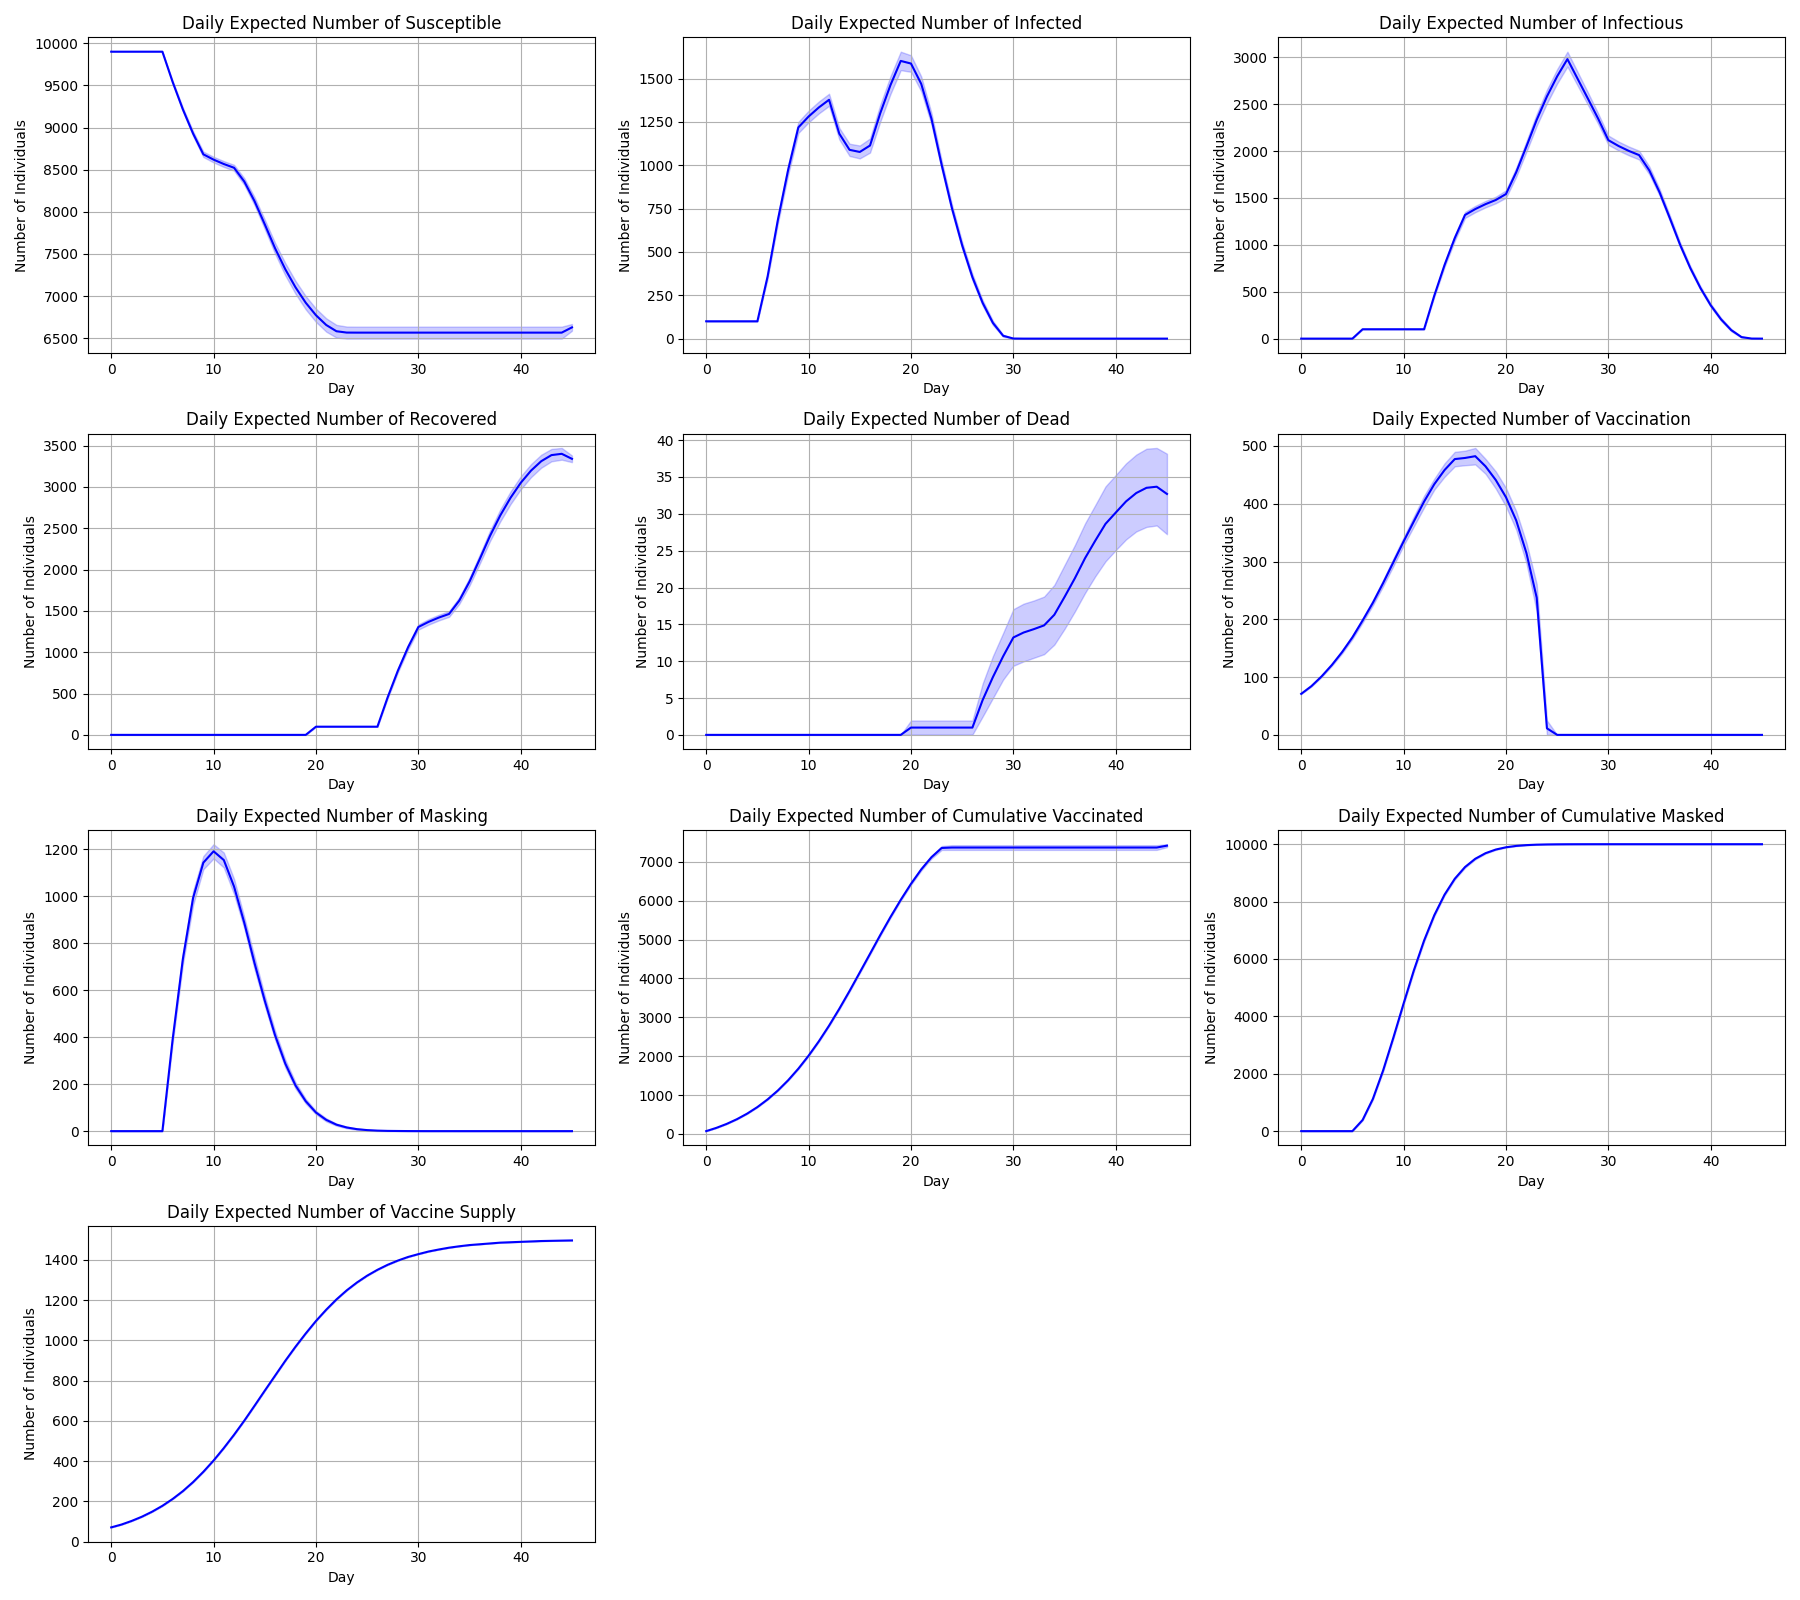 Daily Expected Number of Susceptible
Number of Individuals
10000
9500
9000
8500
8000
7500
7000
6500
0 10 20 30 40
Day
Daily Expected Number of Infected
Number of Individuals
1500
1250
1000
750
500
250
0
0 10 20 30 40
Day
Daily Expected Number of Infectious
Number of Individuals
3000
2500
2000
1500
1000
500
0
0 10 20 30 40
Day
Daily Expected Number of Recovered
Number of Individuals
3500
3000
2500
2000
1500
1000
500
0
0 10 20 30 40
Day
Daily Expected Number of Dead
Number of Individuals
40
35
30
25
20
15
10
5
0
0 10 20 30 40
Day
Daily Expected Number of Vaccination
Number of Individuals
500
400
300
200
100
0
0 10 20 30 40
Day
Daily Expected Number of Masking
Number of Individuals
1200
1000
800
600
400
200
0
0 10 20 30 40
Day
Daily Expected Number of Cumulative Vaccinated
Number of Individuals
7000
6000
5000
4000
3000
2000
1000
0
0 10 20 30 40
Day
Daily Expected Number of Cumulative Masked
Number of Individuals
10000
8000
6000
4000
2000
0
0 10 20 30 40
Day
Daily Expected Number of Vaccine Supply
Number of Individuals
1400
1200
1000
800
600
400
200
0
0 10 20 30 40
Day